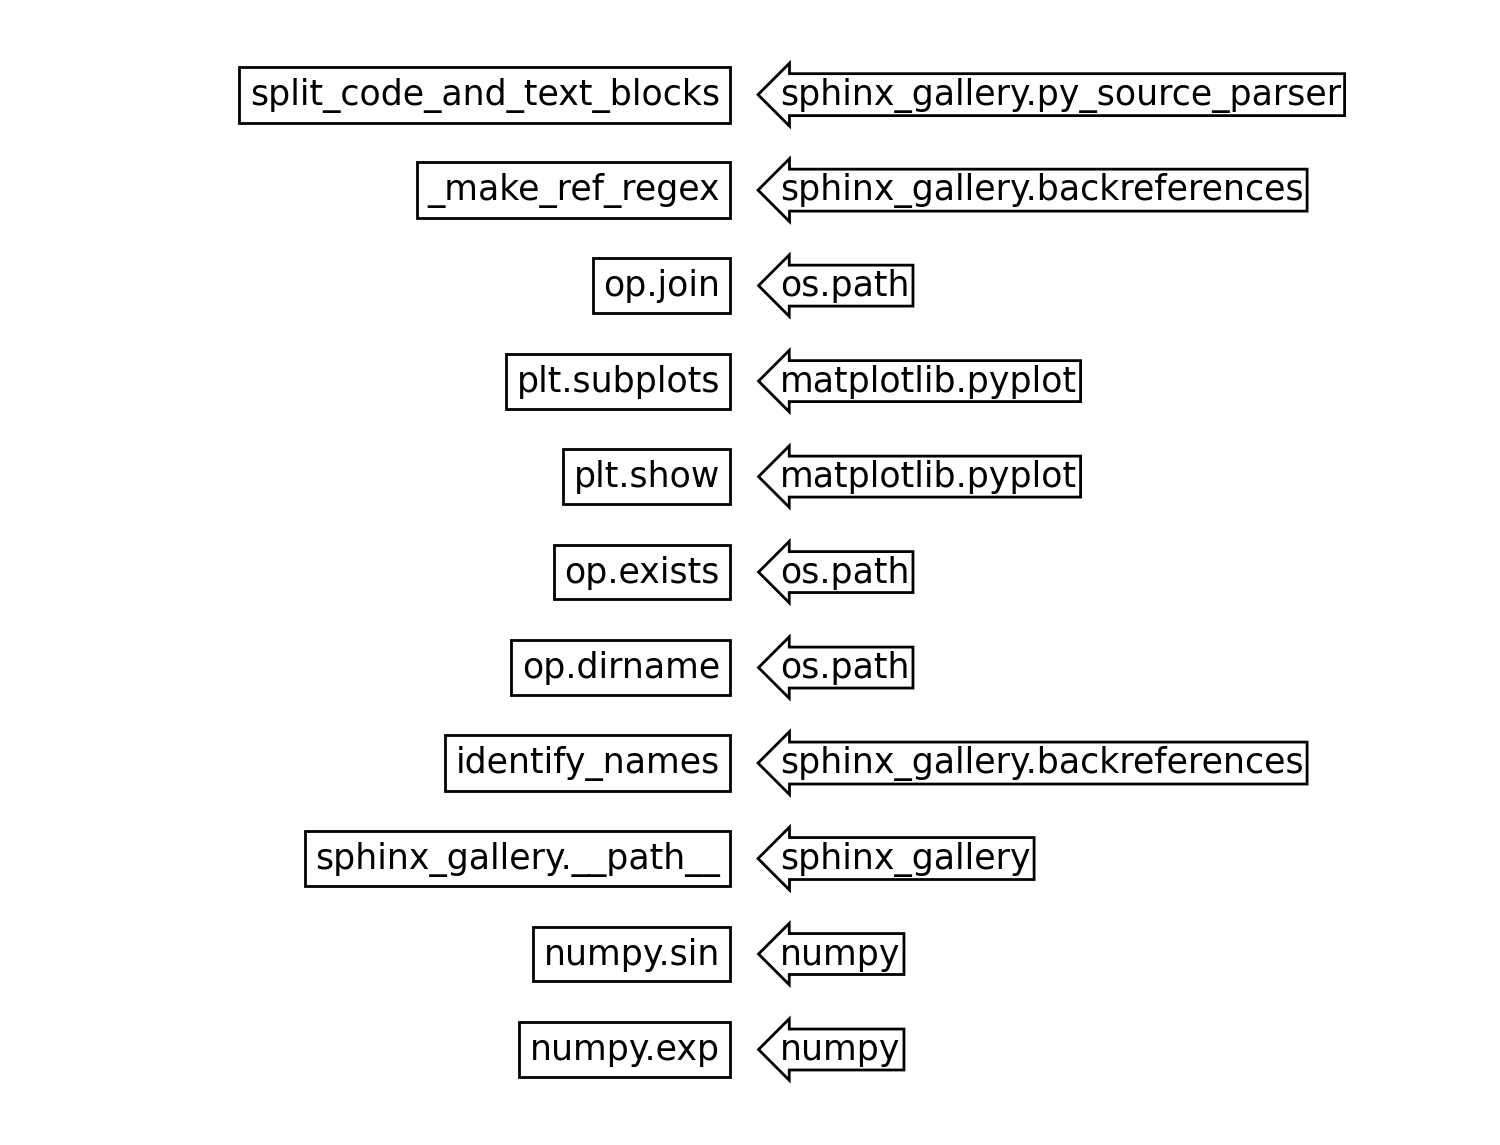 split_code_and_text_blocks sphinx_gallery.py_source_parser
_make_ref_regex sphinx_gallery.backreferences
op.join os.path
plt.subplots matplotlib.pyplot
plt.show matplotlib.pyplot
op.exists os.path
op.dirname os.path
identify_names sphinx_gallery.backreferences
sphinx_gallery.__path__ sphinx_gallery
numpy.sin numpy
numpy.exp numpy